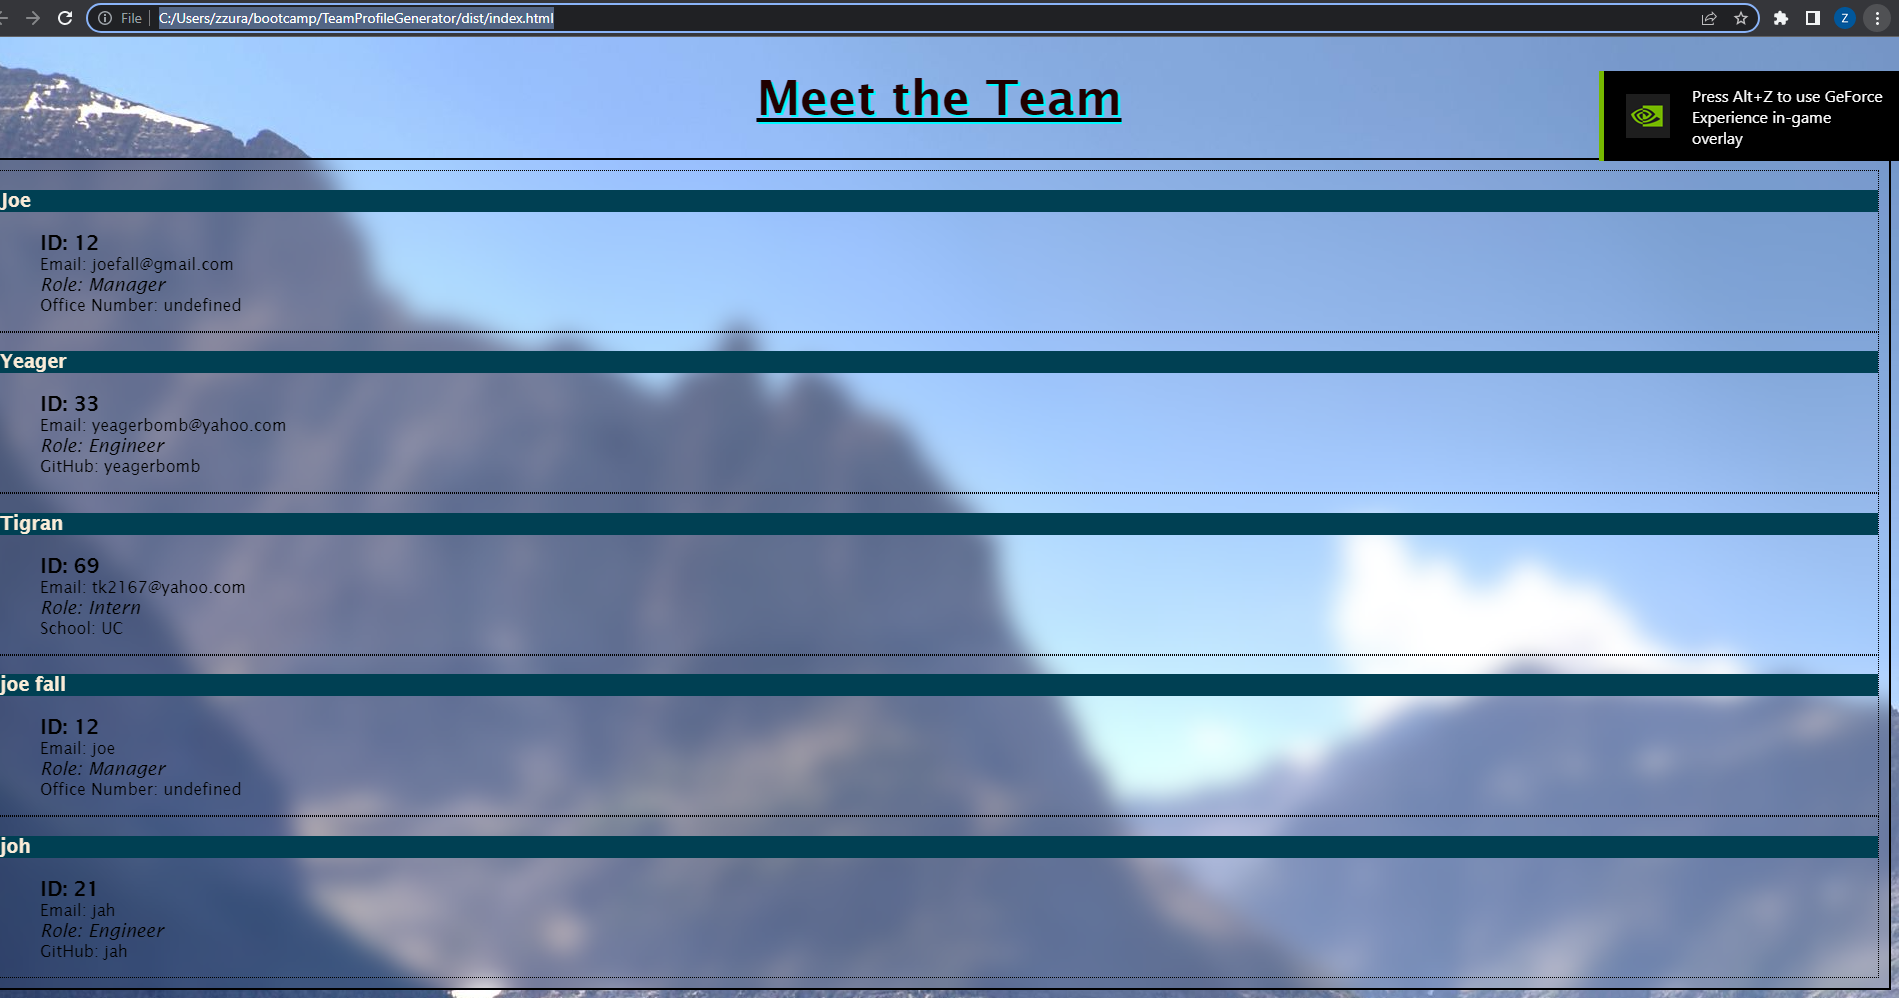 File
C:/Users/zzura/bootcamp/TeamProfileGenerator/dist/index.html
Z
Meet the Team
Press Alt+Z to use GeForce
Experience in-game
overlay
Joe
ID: 12
Email: joefall@gmail.com
Role: Manager
Office Number: undefined
Yeager
ID: 33
Email: yeagerbomb@yahoo.com
Role: Engineer
GitHub: yeagerbomb
Tigran
ID: 69
Email: tk2167@yahoo.com
Role: Intern
School: UC
joe fall
ID: 12
Email: joe
Role: Manager
Office Number: undefined
joh
ID: 21
Email: jah
Role: Engineer
GitHub: jah